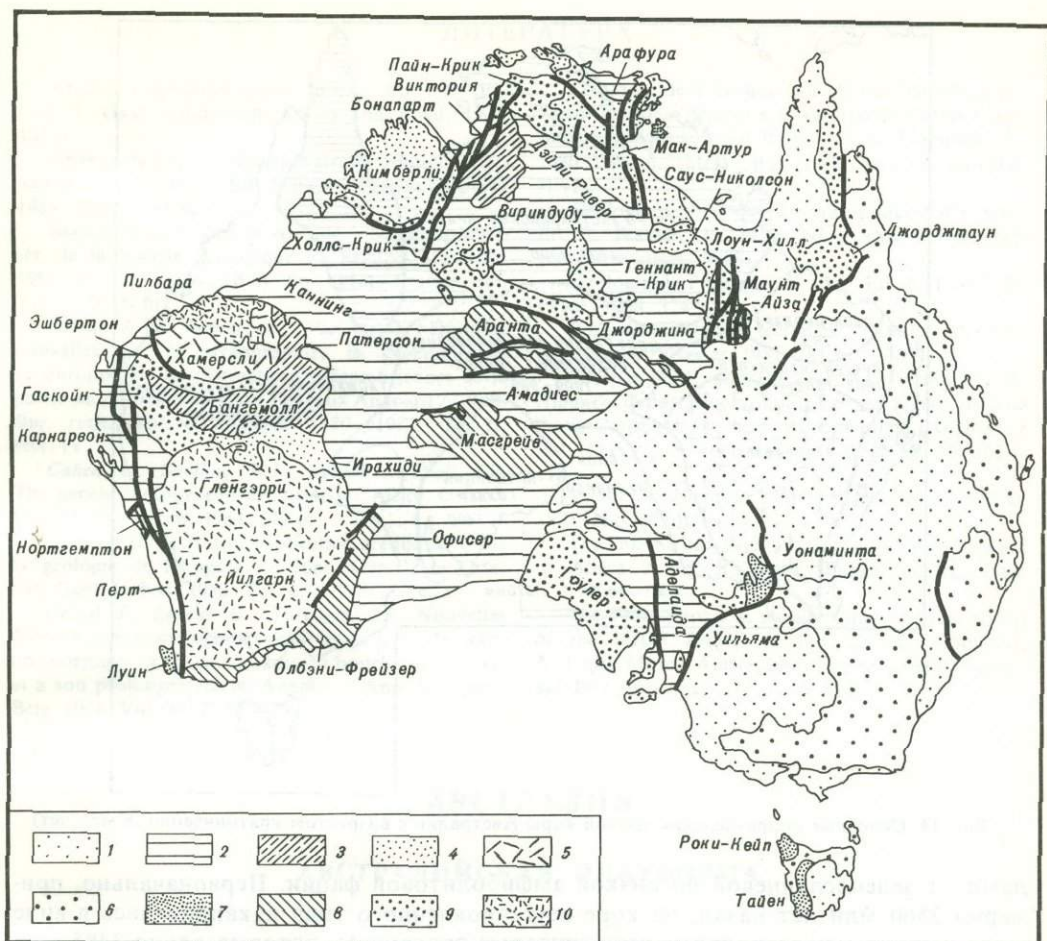 Арафура
Пайн-Крик
Виктория
Бонапарт
Мак-Артур
Дэйли Ривер
Кимберли
Саус-Николсон
Вириндуду
Лоун-Хилл
Джорджтаун
Холлс-Крик
Теннант-
Крик
Маунт-
Айза
Пилбара
Каннинг
Эшбертон
Аранта
Джорджина
Патерсон
Хамерсли
Амадиес
Гаскойн
Бангемолл
Масгрейв
Карнарвон
Ирахиди
Гленгэрри
Офисер
Уонаминта
Нортгемптон
Йилгарн
Гоулер
Аделаида
Перт
Уильяма
Луин
Олбани-Фрейзер
Роки-Кейп
Тайен
1 2 3 4 5
6 7 8 9 10